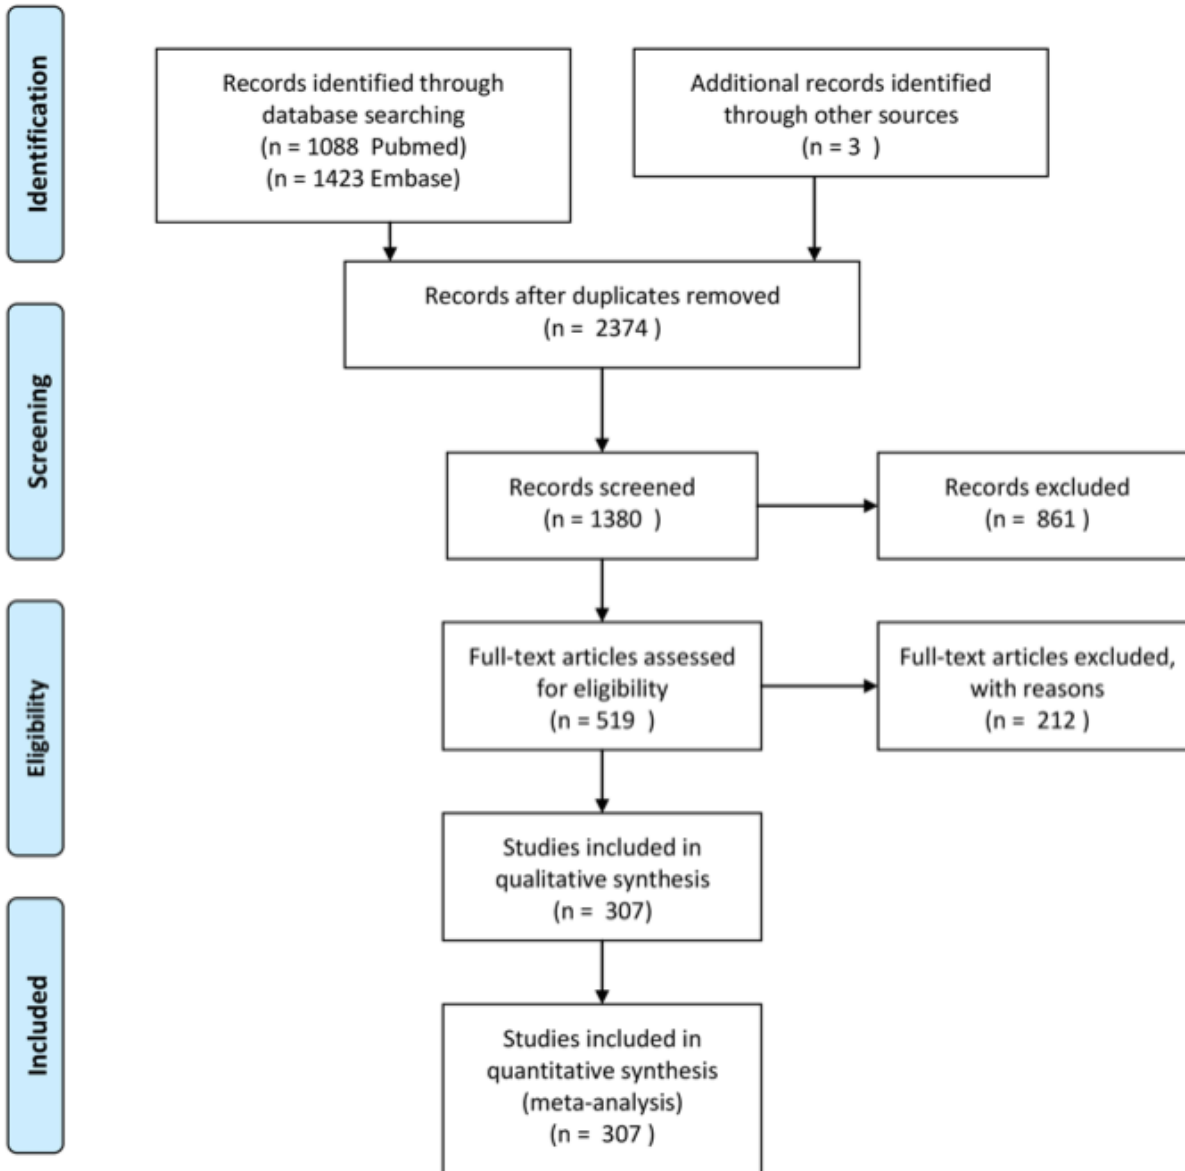 Identification
Records identified through
database searching
(n = 1088 Pubmed)
(n = 1423 Embase)
Additional records identified
through other sources
(n = 3 )
Records after duplicates removed
(n = 2374 )
Screening
Records screened
(n = 1380 )
Records excluded
(n = 861 )
Eligibility
Full-text articles assessed
for eligibility
(n = 519 )
Full-text articles excluded,
with reasons
(n = 212 )
Studies included in
qualitative synthesis
(n = 307)
Included
Studies included in
quantitative synthesis
(meta-analysis)
(n = 307 )